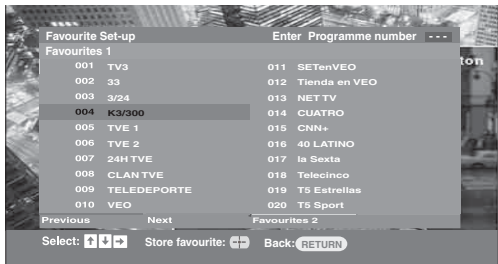 Favourite Set-up Enter Programme number ---
Favourites 1
001 TV3
002 33
003 3/24
004 K3/300
005 TVE 1
006 TVE 2
007 24H TVE
008 CLAN TVE
009 TELEDEPORTE
010 VEO
011 SETenVEO
012 Tienda en VEO
013 NET TV
014 CUATRO
015 CNN+
016 40 LATINO
017 la Sexta
018 Telecinco
019 T5 Estrellas
020 T5 Sport
Previous Next Favourites 2
Select: ↑ ↓ → Store favourite: Back: RETURN
ton